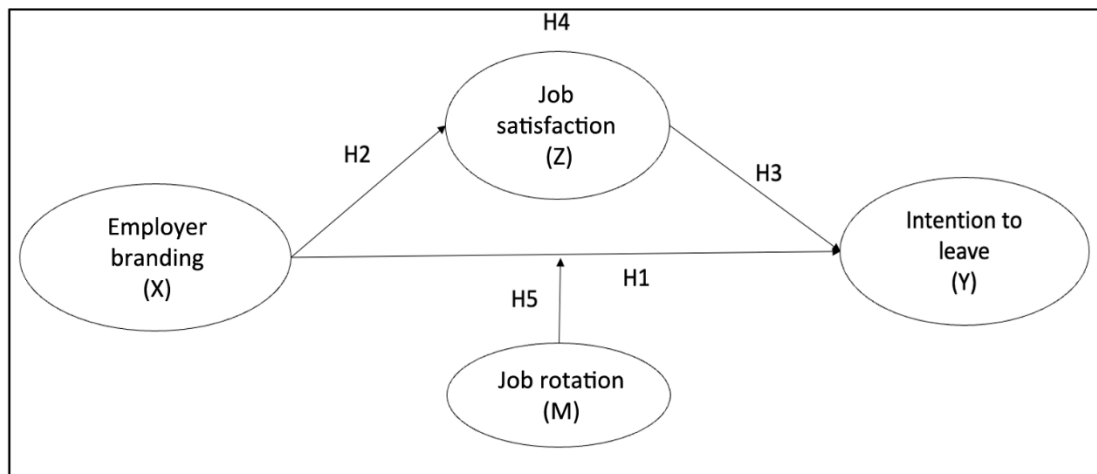 H4
Job
satisfaction
(Z)
H2
H3
Employer
branding
(X)
Intention to
leave
(Y)
H1
H5
Job rotation
(M)